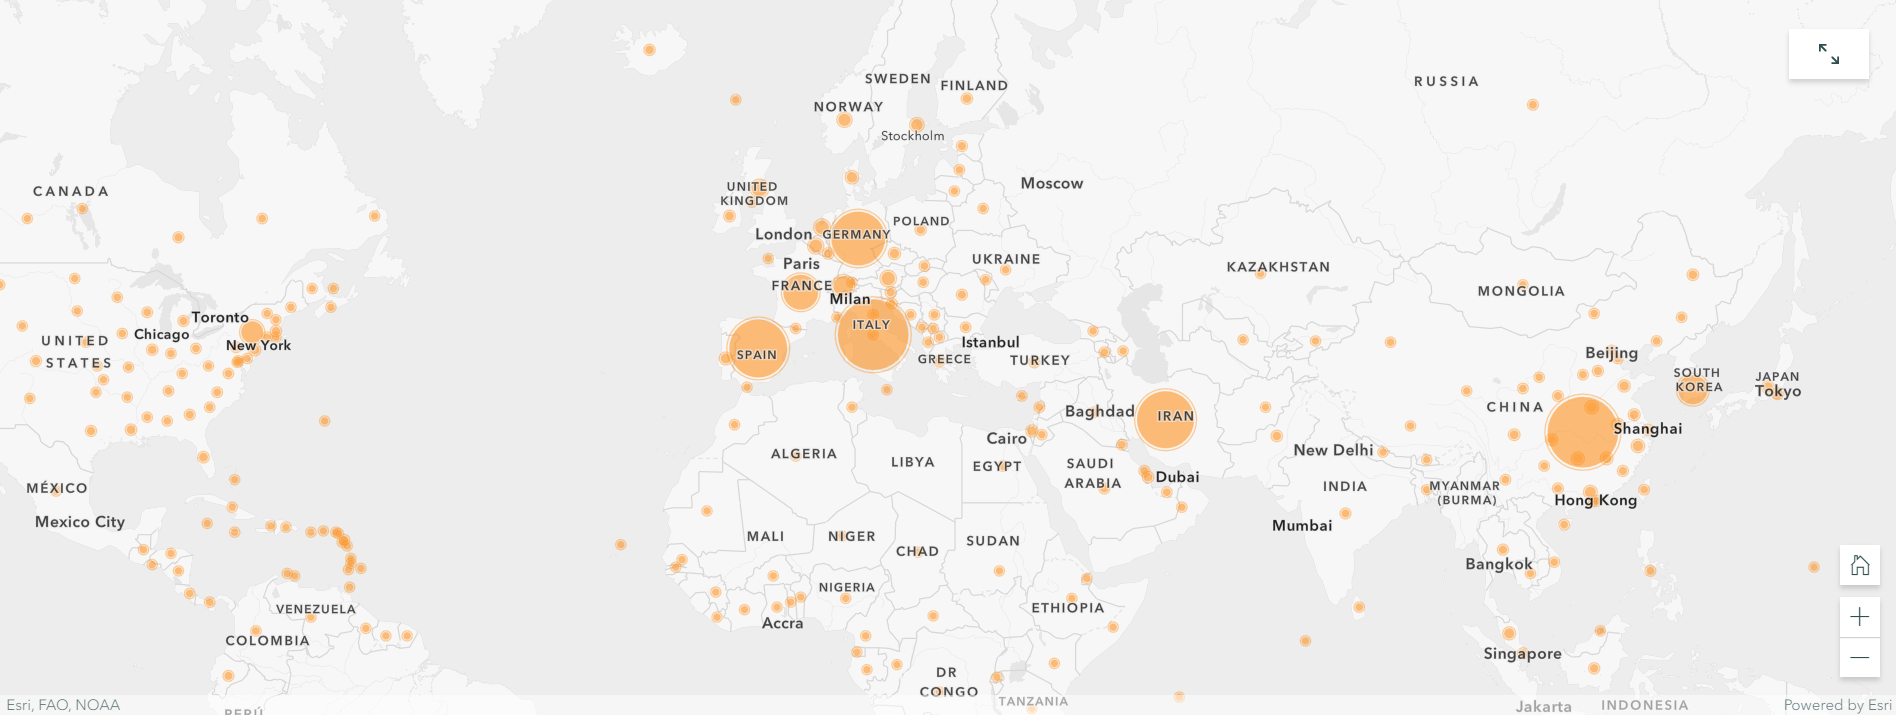 SWEDEN
FINLAND
RUSSIA
NORWAY
Stockholm
CANADA
UNITED
KINGDOM
Moscow
London
GERMANY
POLAND
Paris
UKRAINE
KAZAKHSTAN
FRANCE
MONGOLIA
Milan
Toronto
Chicago
New York
UNITED
STATES
ITALY
SPAIN
Istanbul
GREECE
TURKEY
Beijing
SOUTH
KOREA
JAPAN
Tokyo
Baghdad
IRAN
CHINA
Shanghai
Cairo
ALGERIA
LIBYA
EGYPT
SAUDI
ARABIA
Dubai
New Delhi
INDIA
MYANMAR
(BURMA)
Hong Kong
MÉXICO
Mexico City
Mumbai
MALI
NIGER
CHAD
SUDAN
Bangkok
NIGERIA
ETHIOPIA
VENEZUELA
Accra
COLOMBIA
Singapore
DR
CONGO
TANZANIA
Jakarta
INDONESIA
PERÚ
Esri, FAO, NOAA
Powered by Esri